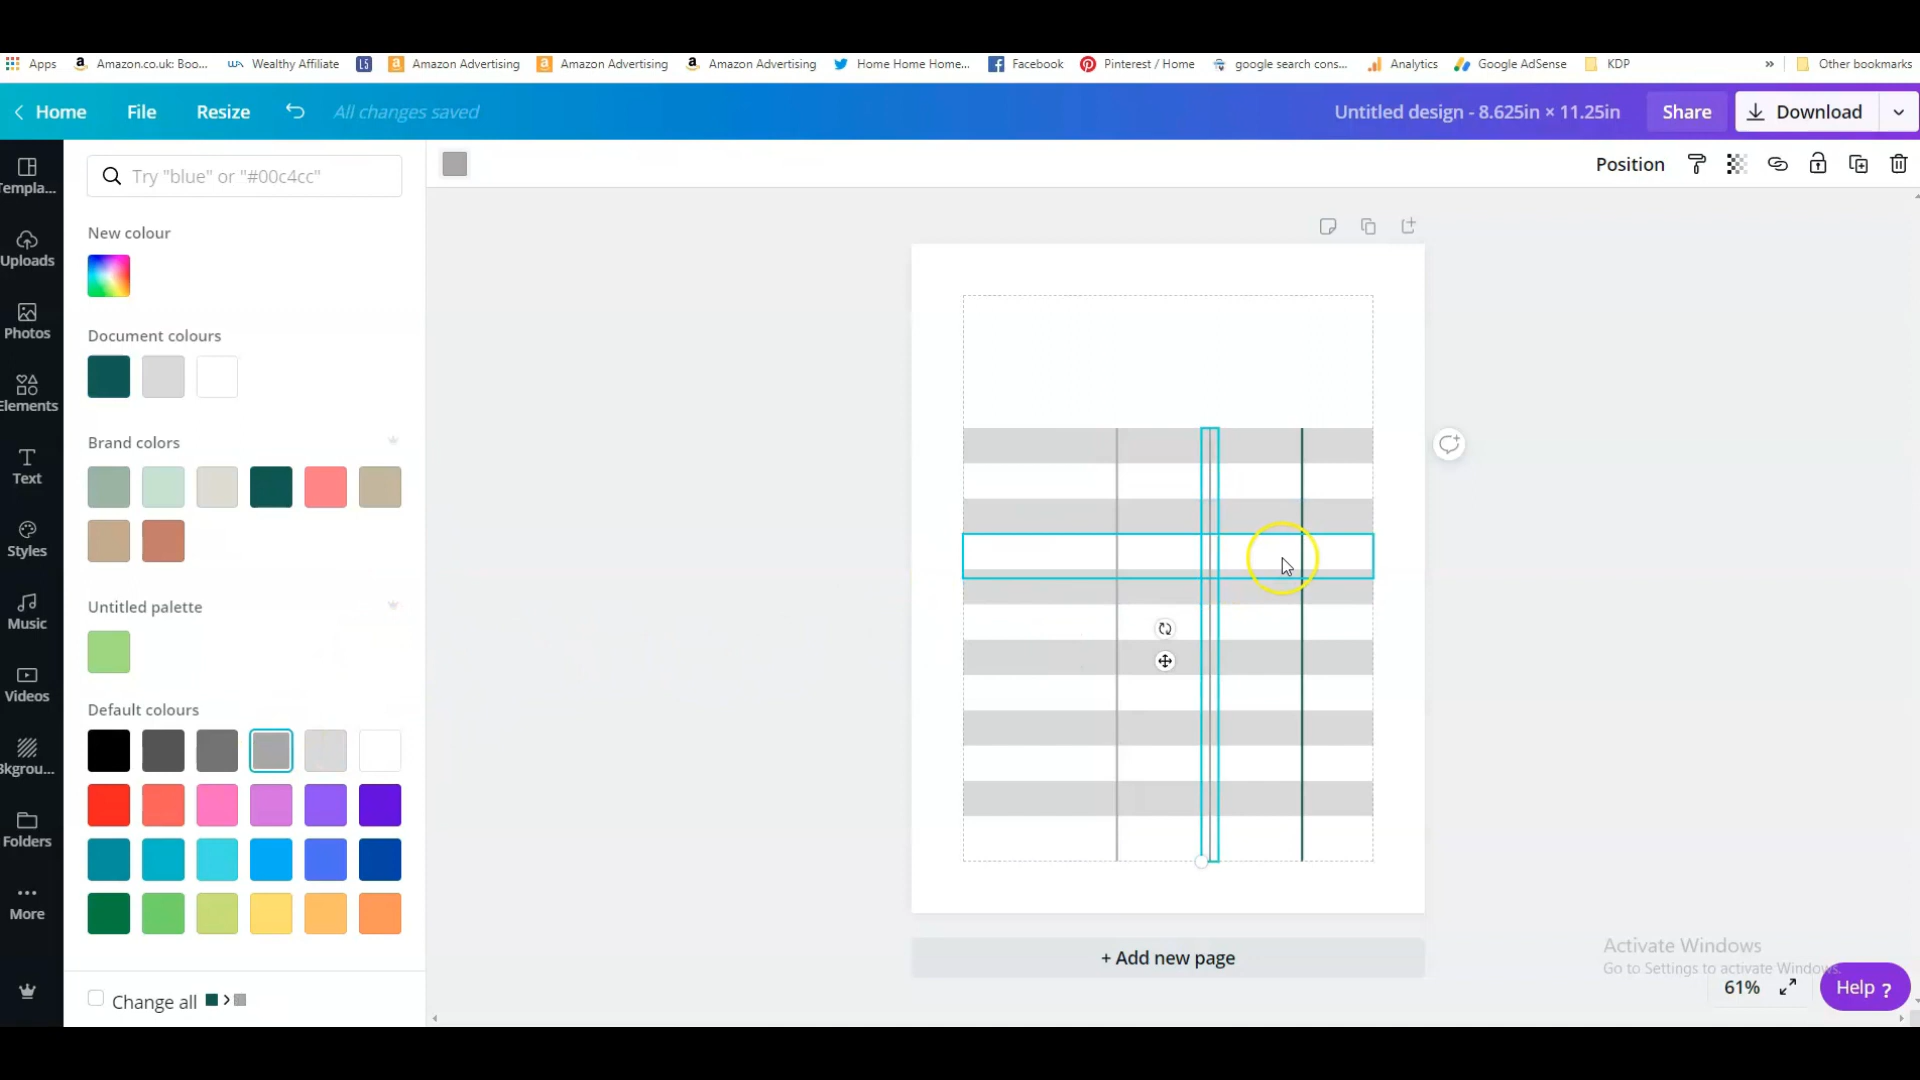 Apps
Amazon.co.uk: Boo...
Wealthy Affiliate
Amazon Advertising
Amazon Advertising
Amazon Advertising
Home Home Home...
Facebook
Pinterest / Home
google search cons...
Analytics
Google AdSense
KDP
»
Other bookmarks
Home
File
Resize
All changes saved
Untitled design - 8.625in × 11.25in
Share
Download
Try "blue" or "#00c4cc"
Position
Templa...
Uploads
Photos
Elements
Text
Styles
Music
Videos
Bkgrou...
Folders
More
New colour
Document colours
Brand colors
Untitled palette
Default colours
Change all
+ Add new page
Activate Windows
Go to Settings to activate Windows.
61%
Help ?